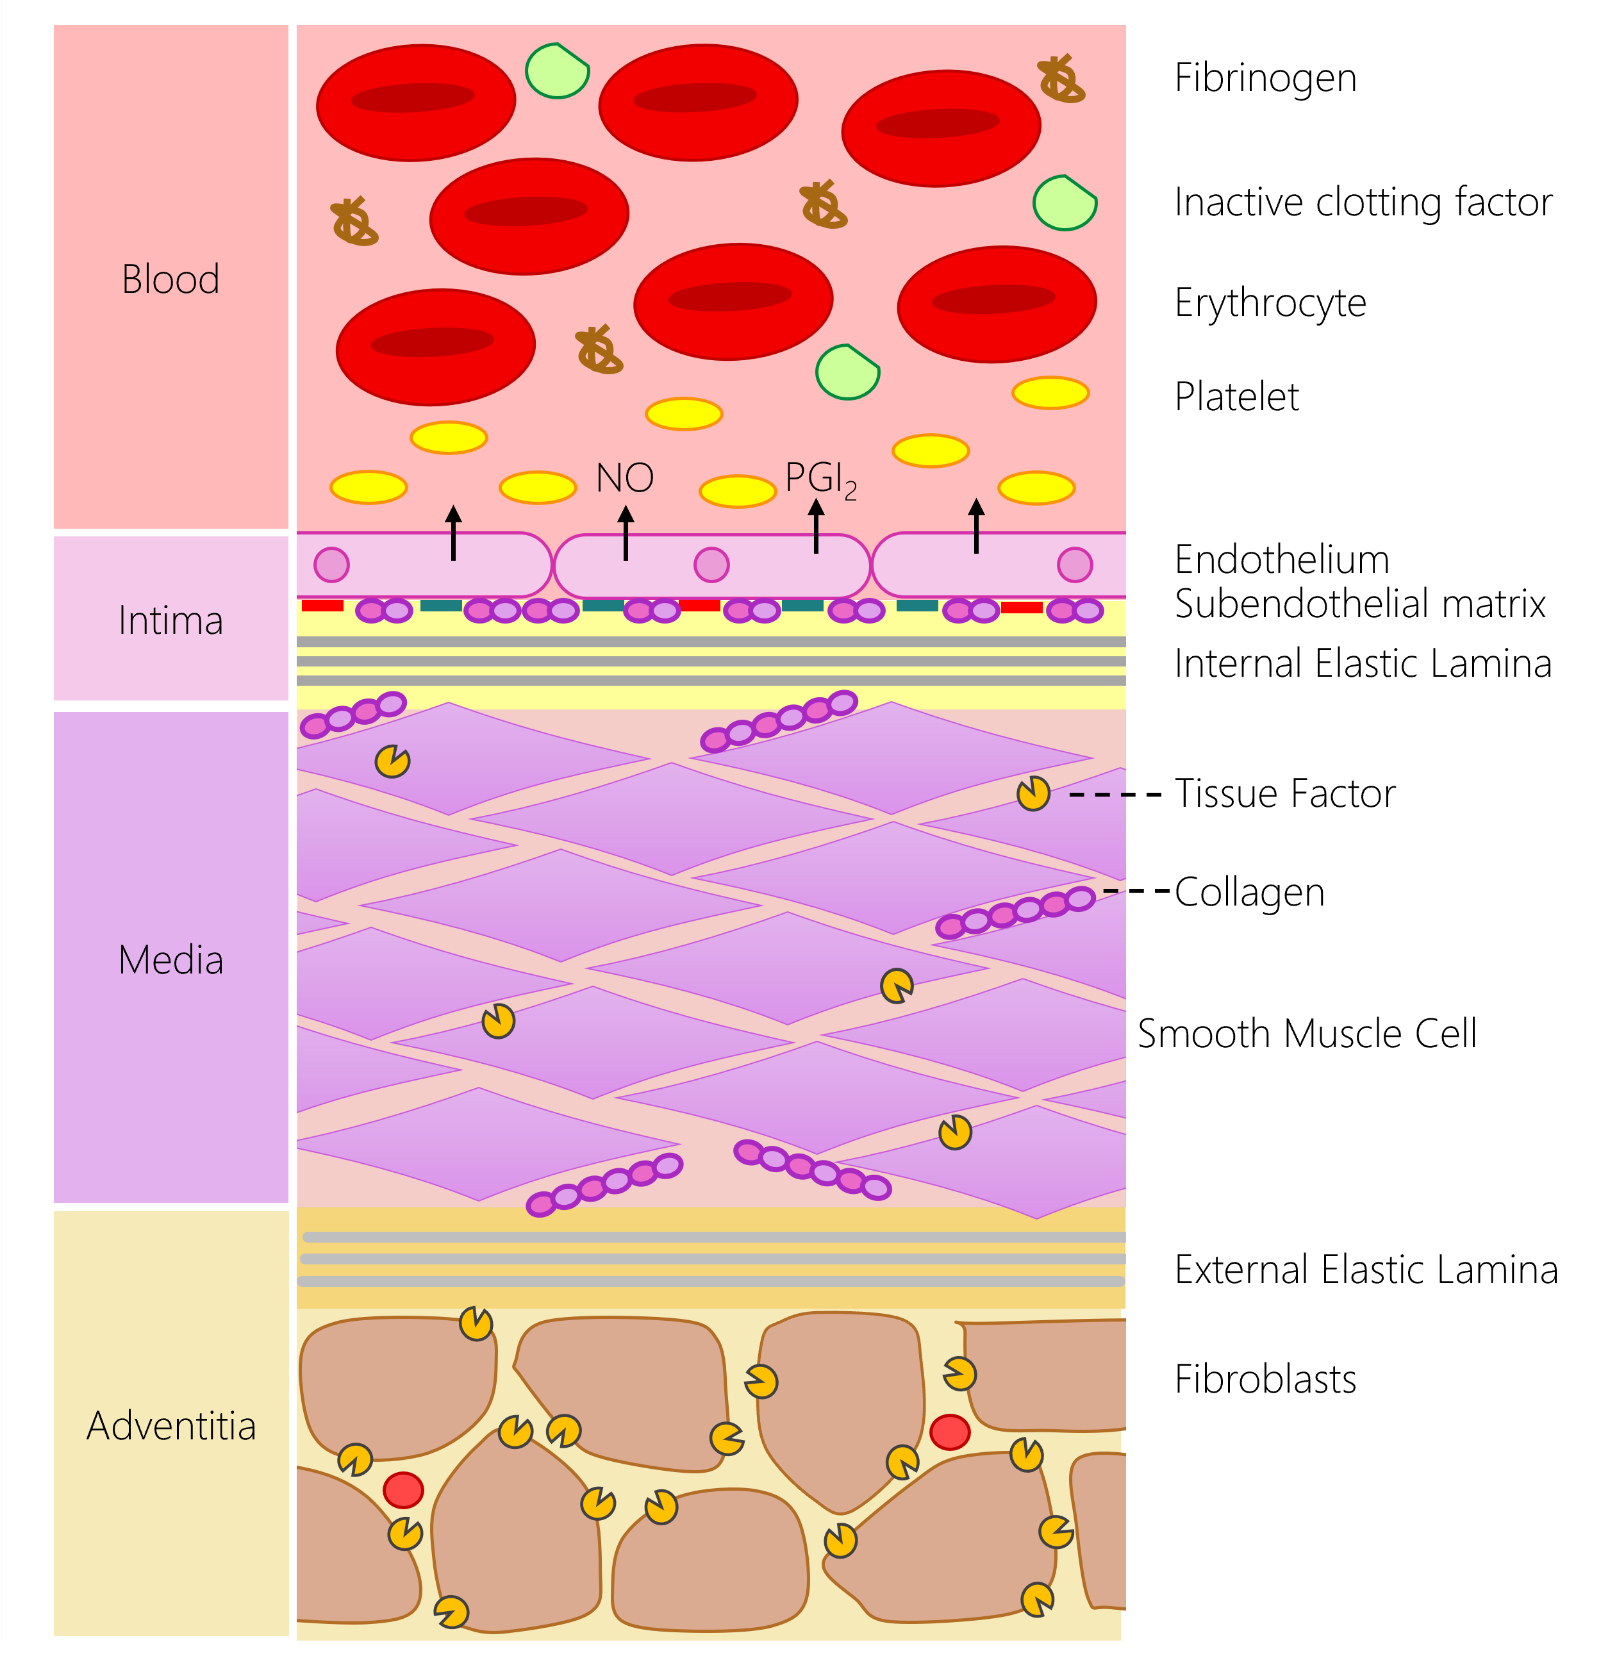 Blood
Intima
Media
Adventitia
NO
PGI₂
Fibrinogen
Inactive clotting factor
Erythrocyte
Platelet
Endothelium
Subendothelial matrix
Internal Elastic Lamina
Tissue Factor
Collagen
Smooth Muscle Cell
External Elastic Lamina
Fibroblasts